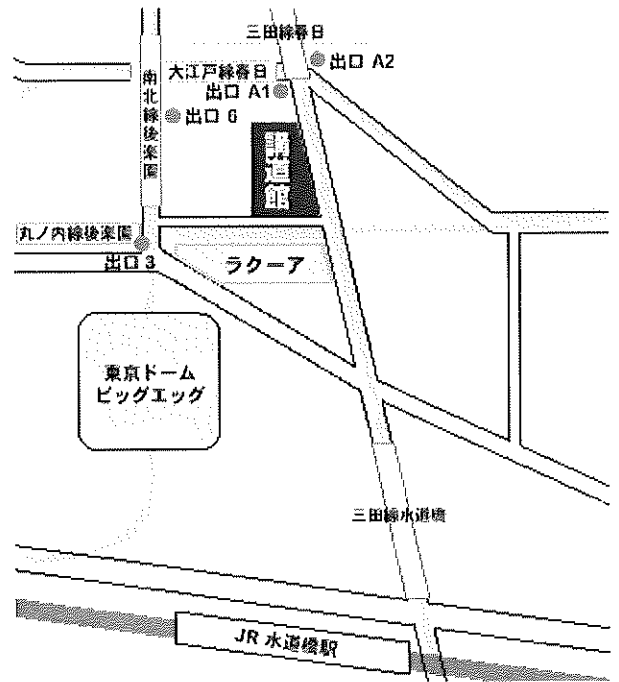 三田線春日
出口 A2
大江戸線春日
出口 A1
南北線後楽園
出口 6
講道館
丸ノ内線後楽園
出口 3
ラクーア
東京ドーム
ビッグエッグ
三田線水道橋
JR 水道橋駅